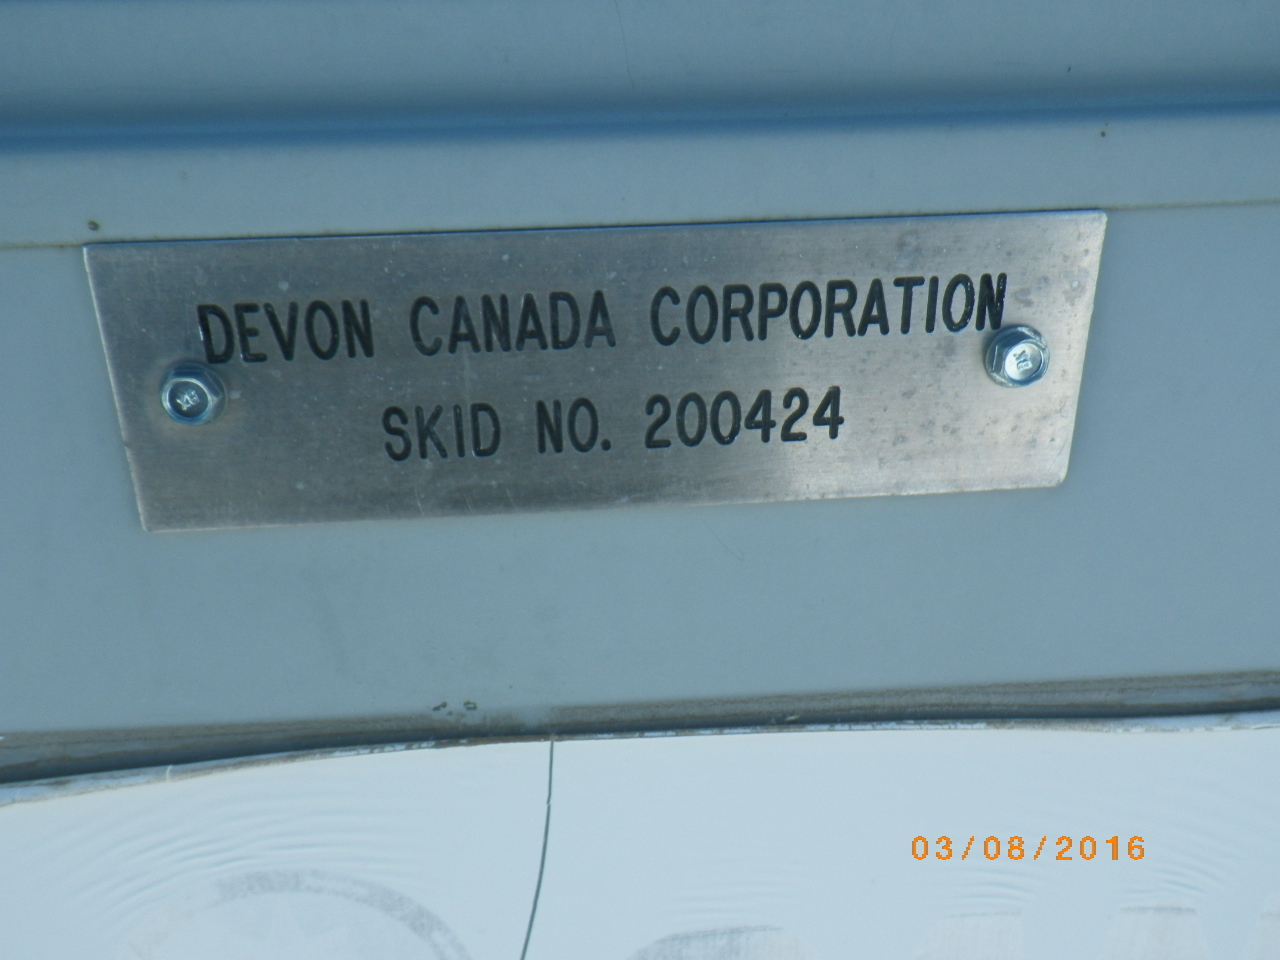 DEVON CANADA CORPORATION
SKID NO. 200424
03/08/2016